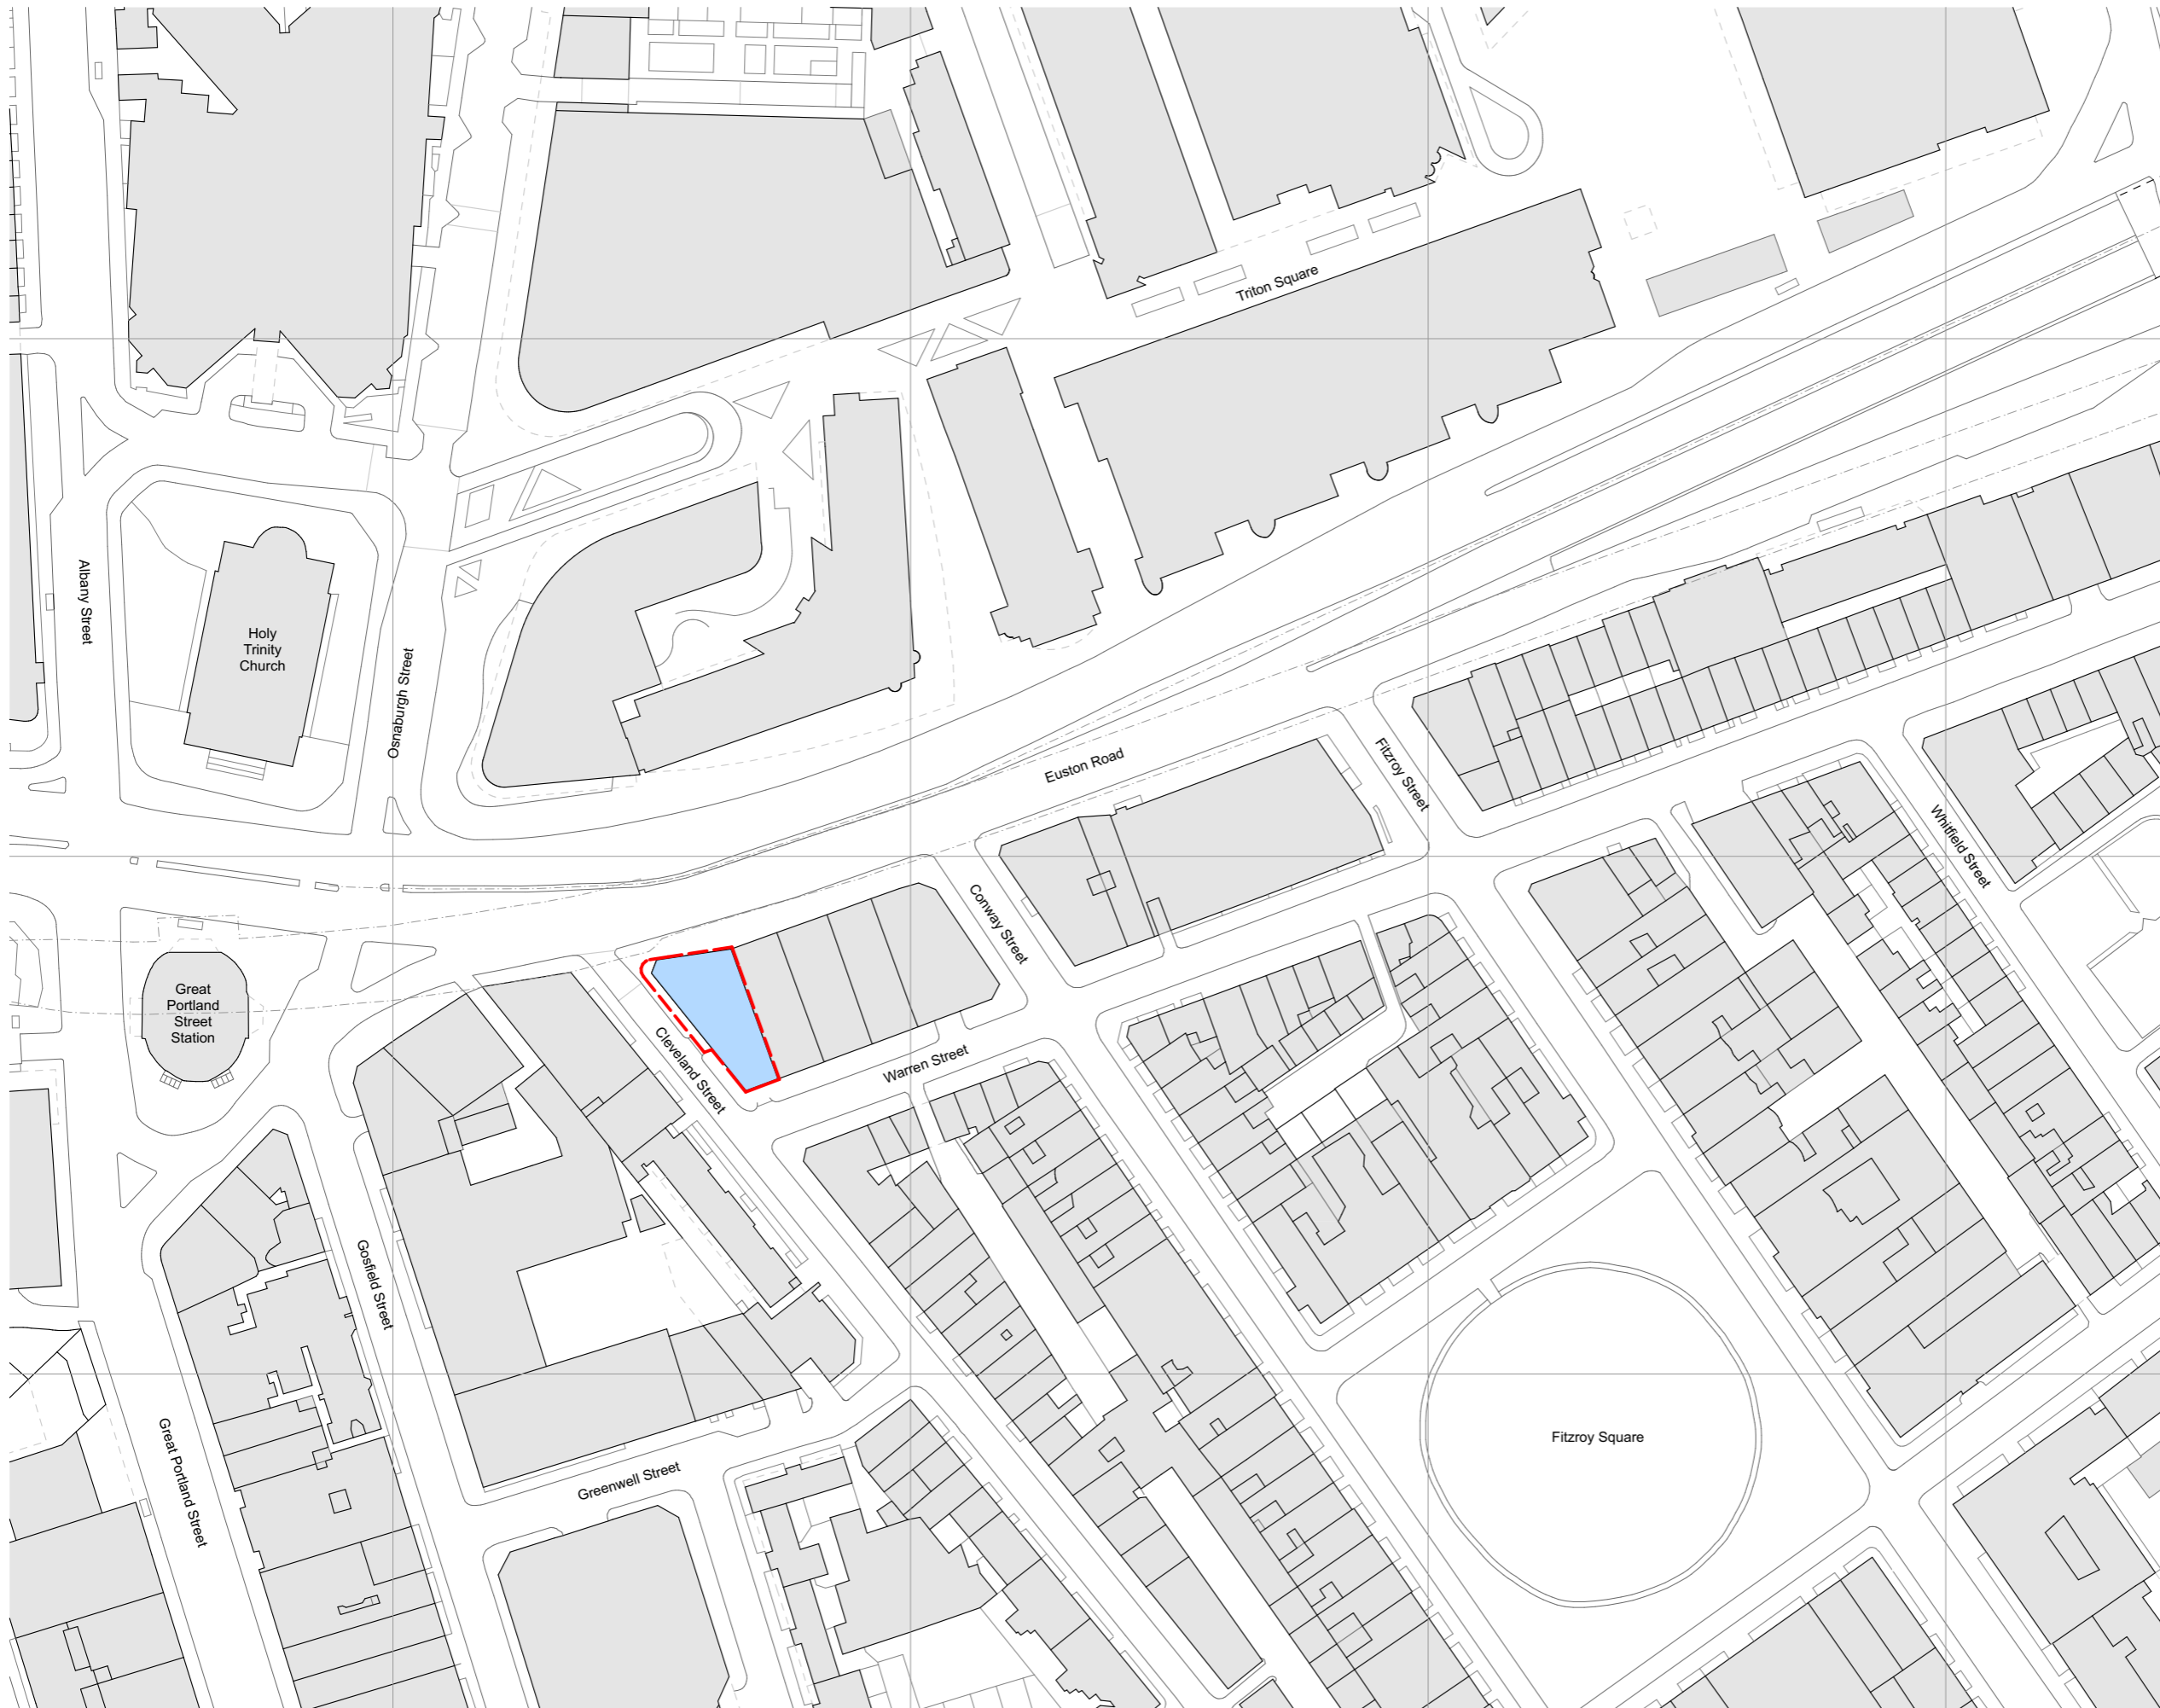 Triton Square
Albany Street
Holy
Trinity
Church
Osnaburgh Street
Euston Road
Fitzroy Street
Whitfield Street
Conway Street
Great
Portland
Street
Station
Cleveland Street
Warren Street
Gosfield Street
Great Portland Street
Greenwell Street
Fitzroy Square